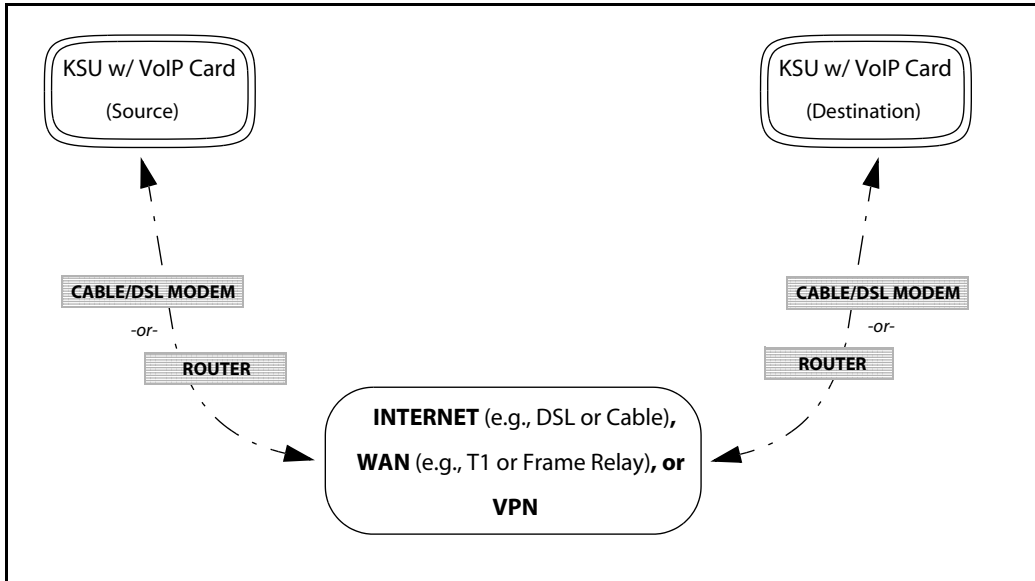 KSU w/ VoIP Card
(Source)
KSU w/ VoIP Card
(Destination)
CABLE/DSL MODEM
-or-
ROUTER
CABLE/DSL MODEM
-or-
ROUTER
INTERNET (e.g., DSL or Cable),
WAN (e.g., T1 or Frame Relay), or
VPN